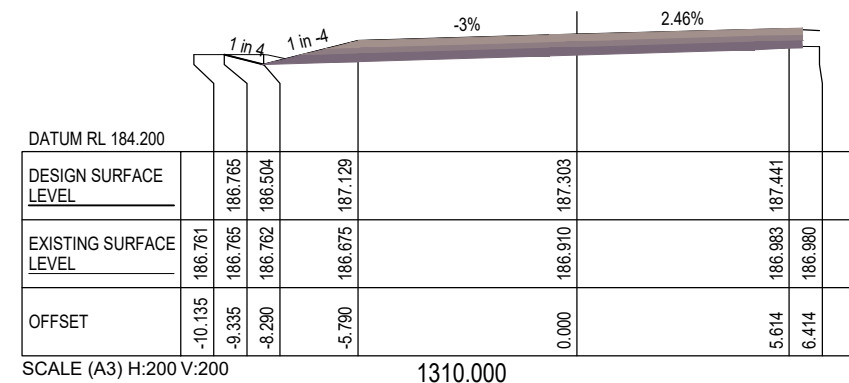 1 in 4 1 in -4 -3% 2.46%
DATUM RL 184.200
DESIGN SURFACE
LEVEL
186.765 186.504 187.129 187.303 187.441
EXISTING SURFACE
LEVEL
186.761 186.765 186.762 186.675 186.910 186.983 186.980
OFFSET -10.135 -9.335 -8.290 -5.790 0.000 5.614 6.414
SCALE (A3) H:200 V:200 1310.000